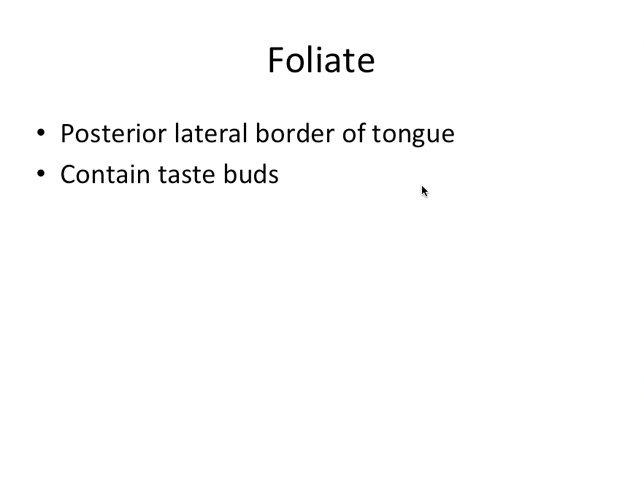 Foliate
• Posterior lateral border of tongue
• Contain taste buds